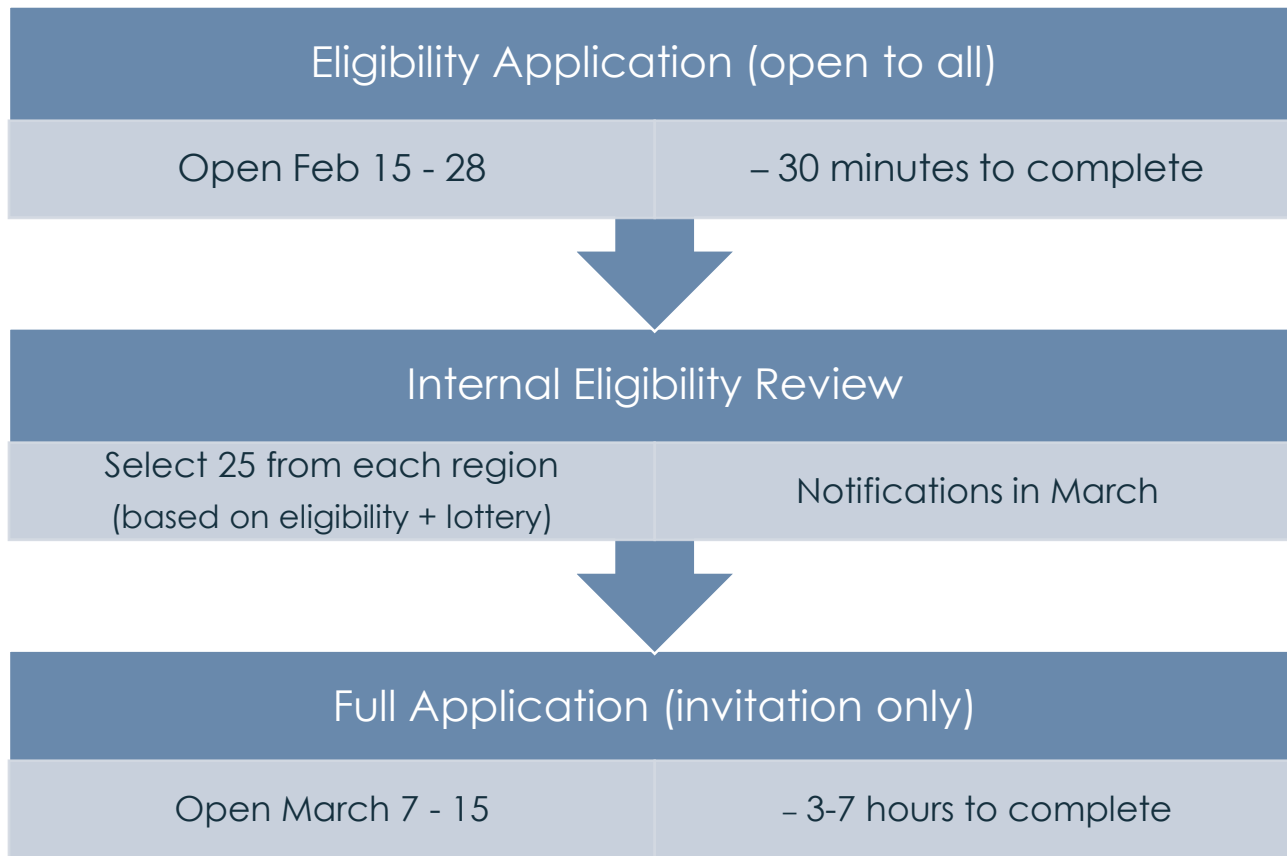 Eligibility Application (open to all)
Open Feb 15 - 28
– 30 minutes to complete
Internal Eligibility Review
Select 25 from each region
(based on eligibility + lottery)
Notifications in March
Full Application (invitation only)
Open March 7 - 15
– 3-7 hours to complete